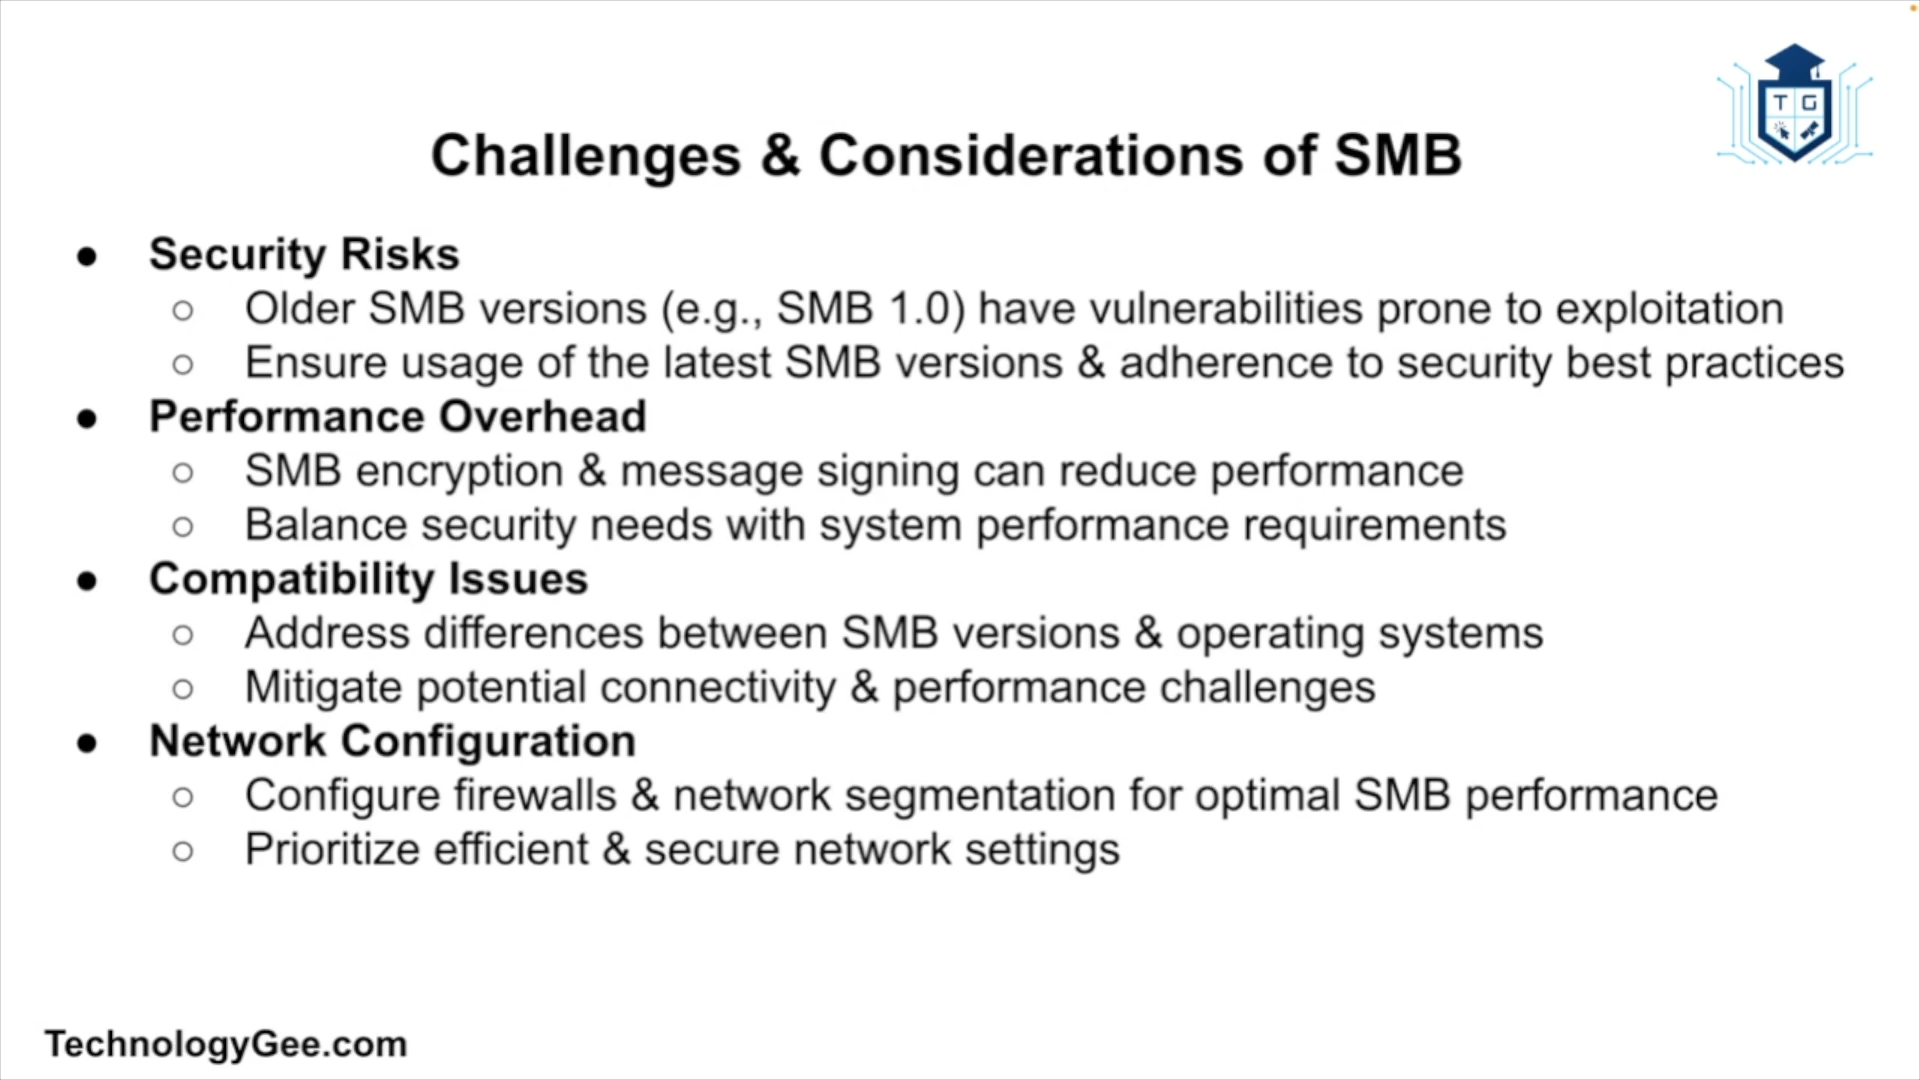 T G
Challenges & Considerations of SMB
● Security Risks
○ Older SMB versions (e.g., SMB 1.0) have vulnerabilities prone to exploitation
○ Ensure usage of the latest SMB versions & adherence to security best practices
● Performance Overhead
○ SMB encryption & message signing can reduce performance
○ Balance security needs with system performance requirements
● Compatibility Issues
○ Address differences between SMB versions & operating systems
○ Mitigate potential connectivity & performance challenges
● Network Configuration
○ Configure firewalls & network segmentation for optimal SMB performance
○ Prioritize efficient & secure network settings
TechnologyGee.com